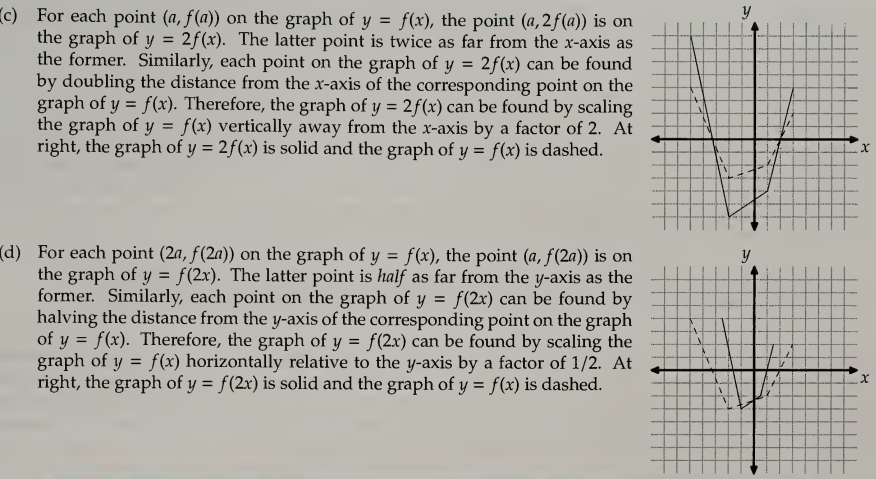 (c) For each point (a, f(a)) on the graph of y = f(x), the point (a, 2f(a)) is on
the graph of y = 2f(x). The latter point is twice as far from the x-axis as
the former. Similarly, each point on the graph of y = 2f(x) can be found
by doubling the distance from the x-axis of the corresponding point on the
graph of y = f(x). Therefore, the graph of y = 2f(x) can be found by scaling
the graph of y = f(x) vertically away from the x-axis by a factor of 2. At
right, the graph of y = 2f(x) is solid and the graph of y = f(x) is dashed.
y
x
(d) For each point (2a, f(2a)) on the graph of y = f(x), the point (a, f(2a)) is on
the graph of y = f(2x). The latter point is half as far from the y-axis as the
former. Similarly, each point on the graph of y = f(2x) can be found by
halving the distance from the y-axis of the corresponding point on the graph
of y = f(x). Therefore, the graph of y = f(2x) can be found by scaling the
graph of y = f(x) horizontally relative to the y-axis by a factor of 1/2. At
right, the graph of y = f(2x) is solid and the graph of y = f(x) is dashed.
y
x